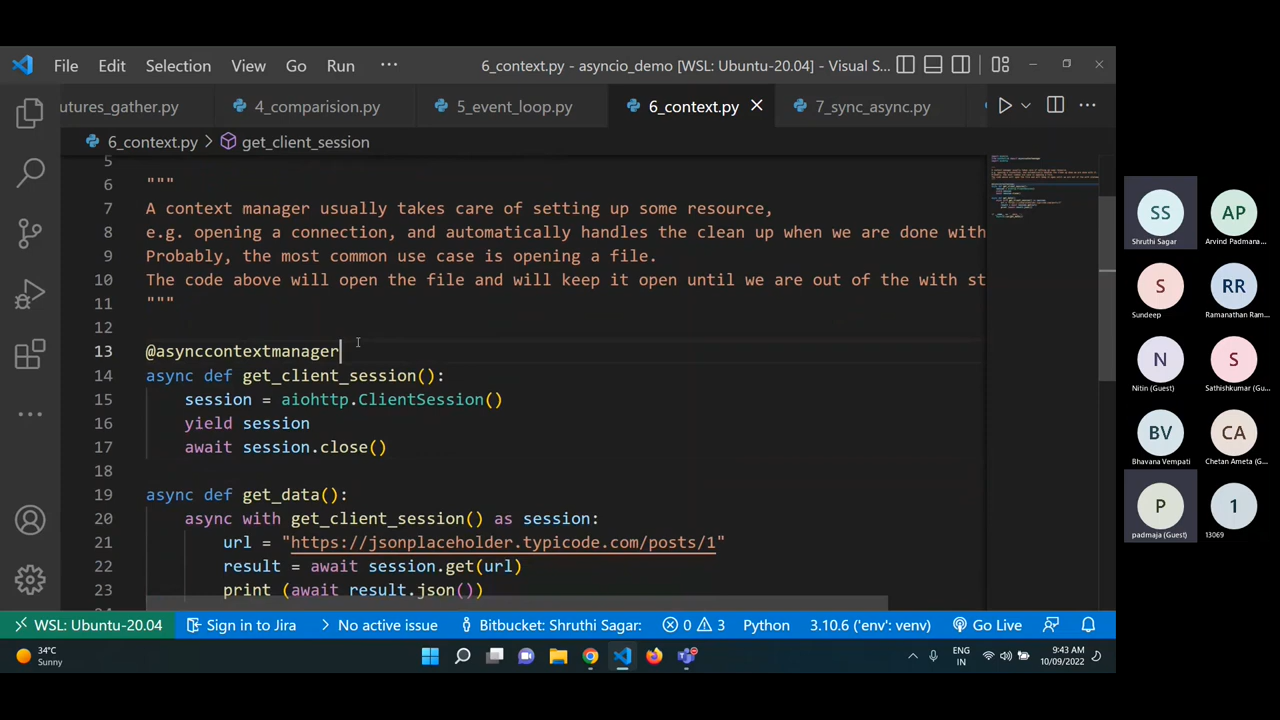 File Edit Selection View Go Run ··· 6_context.py - asyncio_demo [WSL: Ubuntu-20.04] - Visual S...
utures_gather.py 4_comparision.py 5_event_loop.py 6_context.py 7_sync_async.py
6_context.py > get_client_session
5
6 """
7 A context manager usually takes care of setting up some resource,
8 e.g. opening a connection, and automatically handles the clean up when we are done with
9 Probably, the most common use case is opening a file.
10 The code above will open the file and will keep it open until we are out of the with st
11 """
12
13 @asynccontextmanager
14 async def get_client_session():
15 session = aiohttp.ClientSession()
16 yield session
17 await session.close()
18
19 async def get_data():
20 async with get_client_session() as session:
21 url = "https://jsonplaceholder.typicode.com/posts/1"
22 result = await session.get(url)
23 print (await result.json())
WSL: Ubuntu-20.04 Sign in to Jira No active issue Bitbucket: Shruthi Sagar: 0 3 Python 3.10.6 ('env': venv) Go Live
34°C
Sunny
ENG
IN
9:43 AM
10/09/2022
SS AP
Shruthi Sagar Arvind Padmana...
S RR
Sundeep Ramanathan Ram...
N S
Nitin (Guest) Sathishkumar (Gu...
BV CA
Bhavana Vempati Chetan Ameta (G...
P 1
padmaja (Guest) 13069